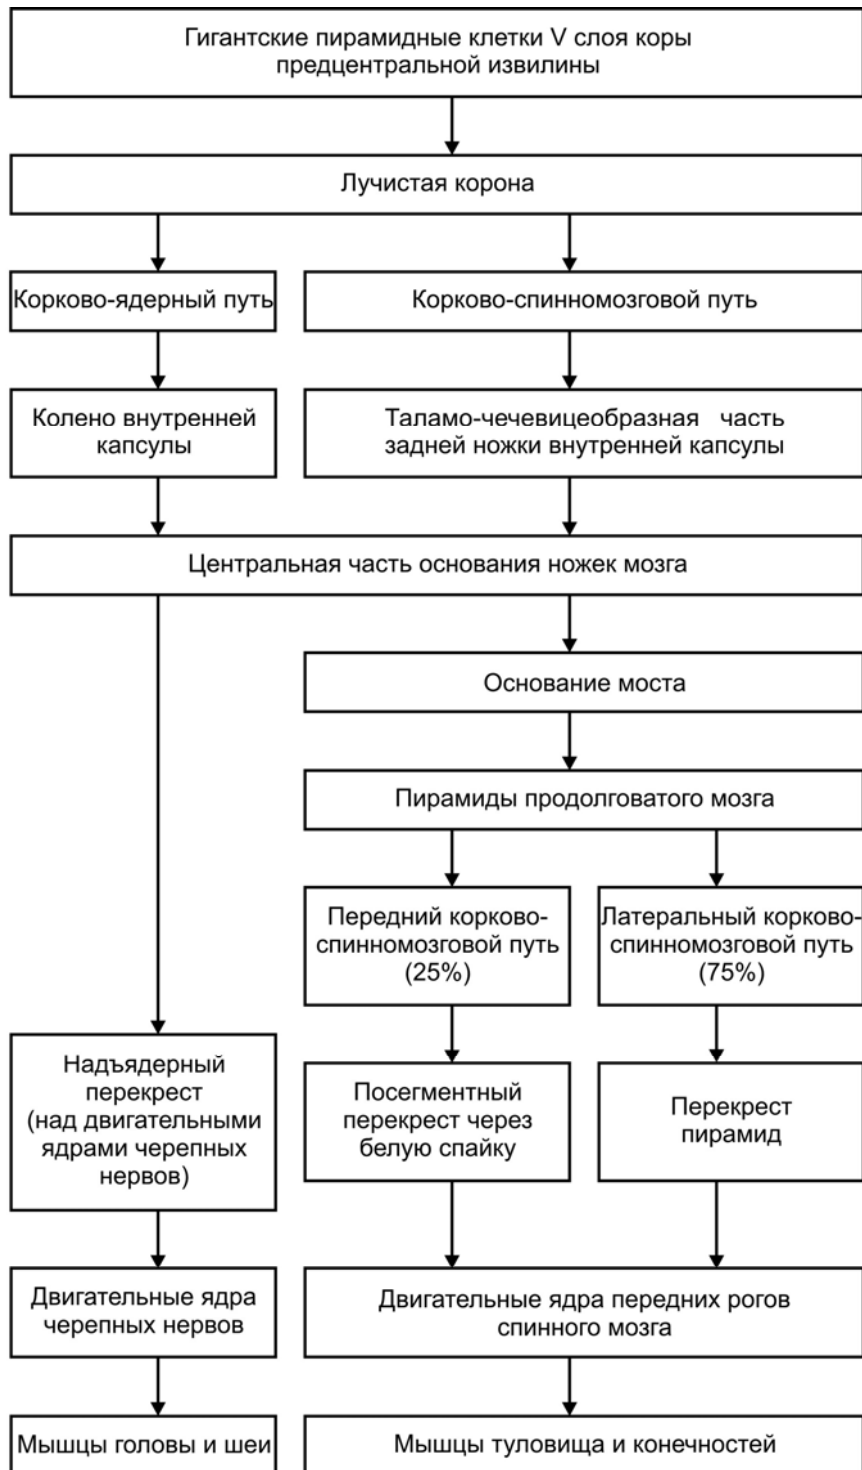 Гигантские пирамидные клетки V слоя коры
предцентральной извилины
Лучистая корона
Корково-ядерный путь
Корково-спинномозговой путь
Колено внутренней
капсулы
Таламо-чечевицеобразная часть
задней ножки внутренней капсулы
Центральная часть основания ножек мозга
Основание моста
Пирамиды продолговатого мозга
Передний корково-
спинномозговой путь
(25%)
Латеральный корково-
спинномозговой путь
(75%)
Надъядерный
перекрест
(над двигательными
ядрами черепных
нервов)
Посегментный
перекрест через
белую спайку
Перекрест
пирамид
Двигательные ядра
черепных нервов
Двигательные ядра передних рогов
спинного мозга
Мышцы головы и шеи
Мышцы туловища и конечностей